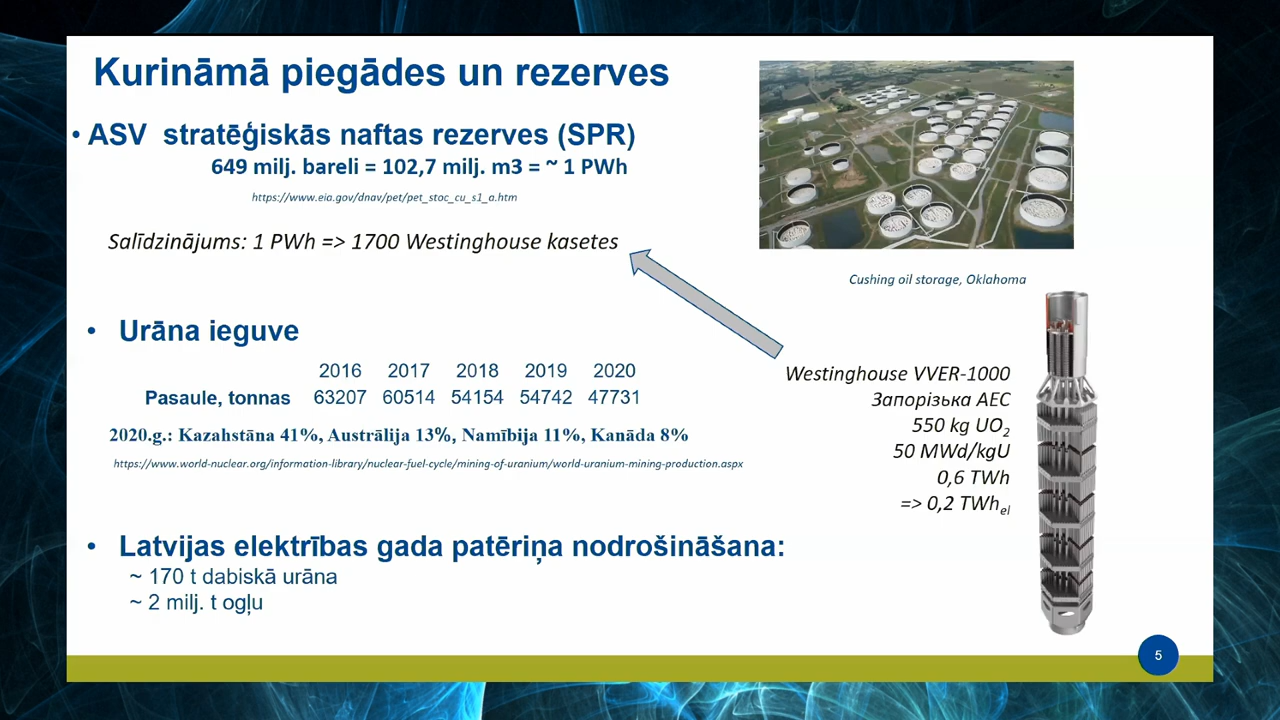 Kurināmā piegādes un rezerves
• ASV stratēģiskās naftas rezerves (SPR)
649 milj. bareli = 102,7 milj. m3 = ~ 1 PWh
https://www.eia.gov/dnav/pet/pet_stoc_cu_s1_a.htm
Salīdzinājums: 1 PWh => 1700 Westinghouse kasetes
Cushing oil storage, Oklahoma
• Urāna ieguve
2016 2017 2018 2019 2020
Pasaule, tonnas 63207 60514 54154 54742 47731
2020.g.: Kazahstāna 41%, Austrālija 13%, Namībija 11%, Kanāda 8%
https://www.world-nuclear.org/information-library/nuclear-fuel-cycle/mining-of-uranium/world-uranium-mining-production.aspx
Westinghouse VVER-1000
Запорізька АЕС
550 kg UO2
50 MWd/kgU
0,6 TWh
=> 0,2 TWhel
• Latvijas elektrības gada patēriņa nodrošināšana:
~ 170 t dabiskā urāna
~ 2 milj. t ogļu
5